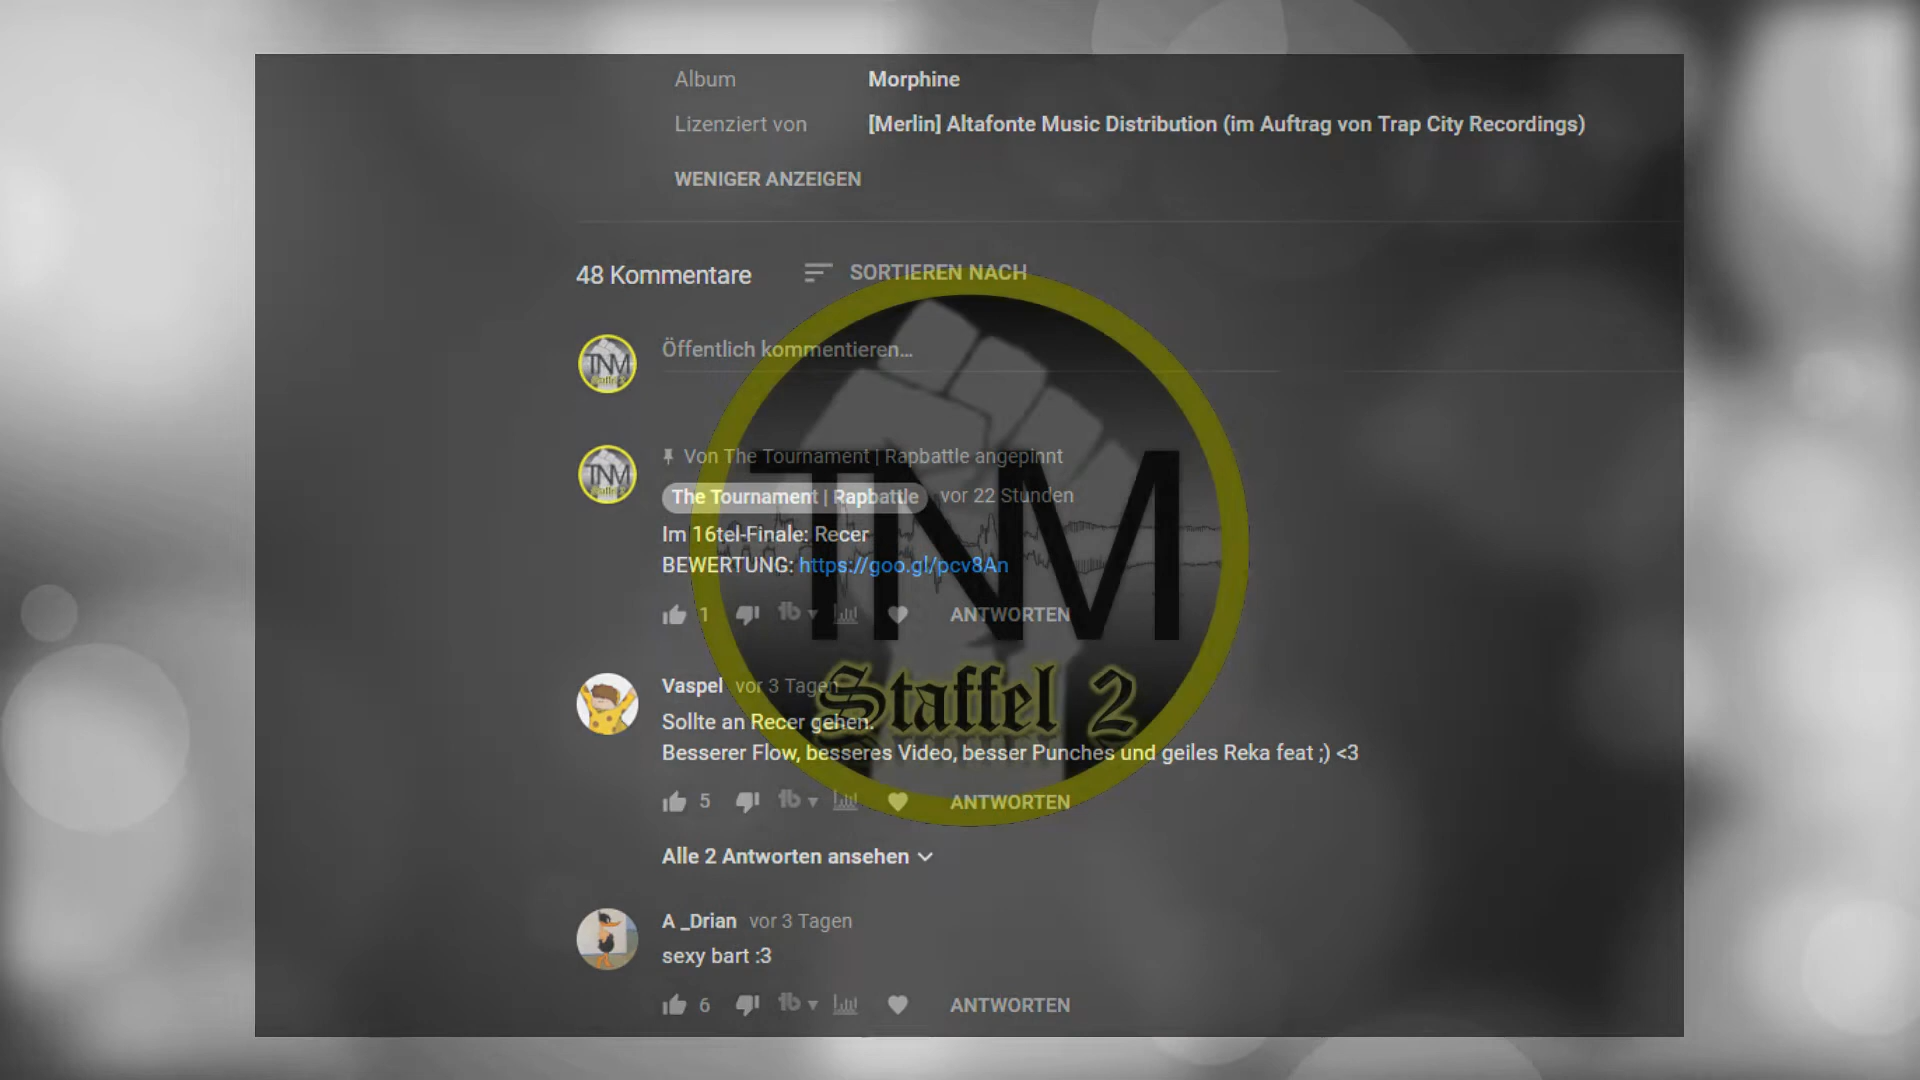 Album Morphine
Lizenziert von [Merlin] Altafonte Music Distribution (im Auftrag von Trap City Recordings)
WENIGER ANZEIGEN
48 Kommentare SORTIEREN NACH
TNM
Öffentlich kommentieren...
Von The Tournament | Rapbattle angepinnt
TNM
The Tournament | Rapbattle vor 22 Stunden
Im 16tel-Finale: Recer
BEWERTUNG: https://goo.gl/pcv8An
1 ANTWORTEN
TNM
Staffel 2
Vaspel vor 3 Tagen
Sollte an Recer gehen.
Besserer Flow, besseres Video, besser Punches und geiles Reka feat ;) <3
5 ANTWORTEN
Alle 2 Antworten ansehen
A _Drian vor 3 Tagen
sexy bart :3
6 ANTWORTEN